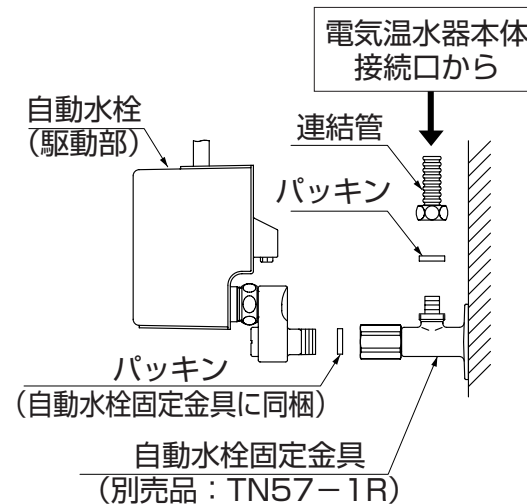 電気温水器本体
接続口から
自動水栓
（駆動部）
連結管
パッキン
パッキン
（自動水栓固定金具に同梱）
自動水栓固定金具
（別売品：TN57－1R）